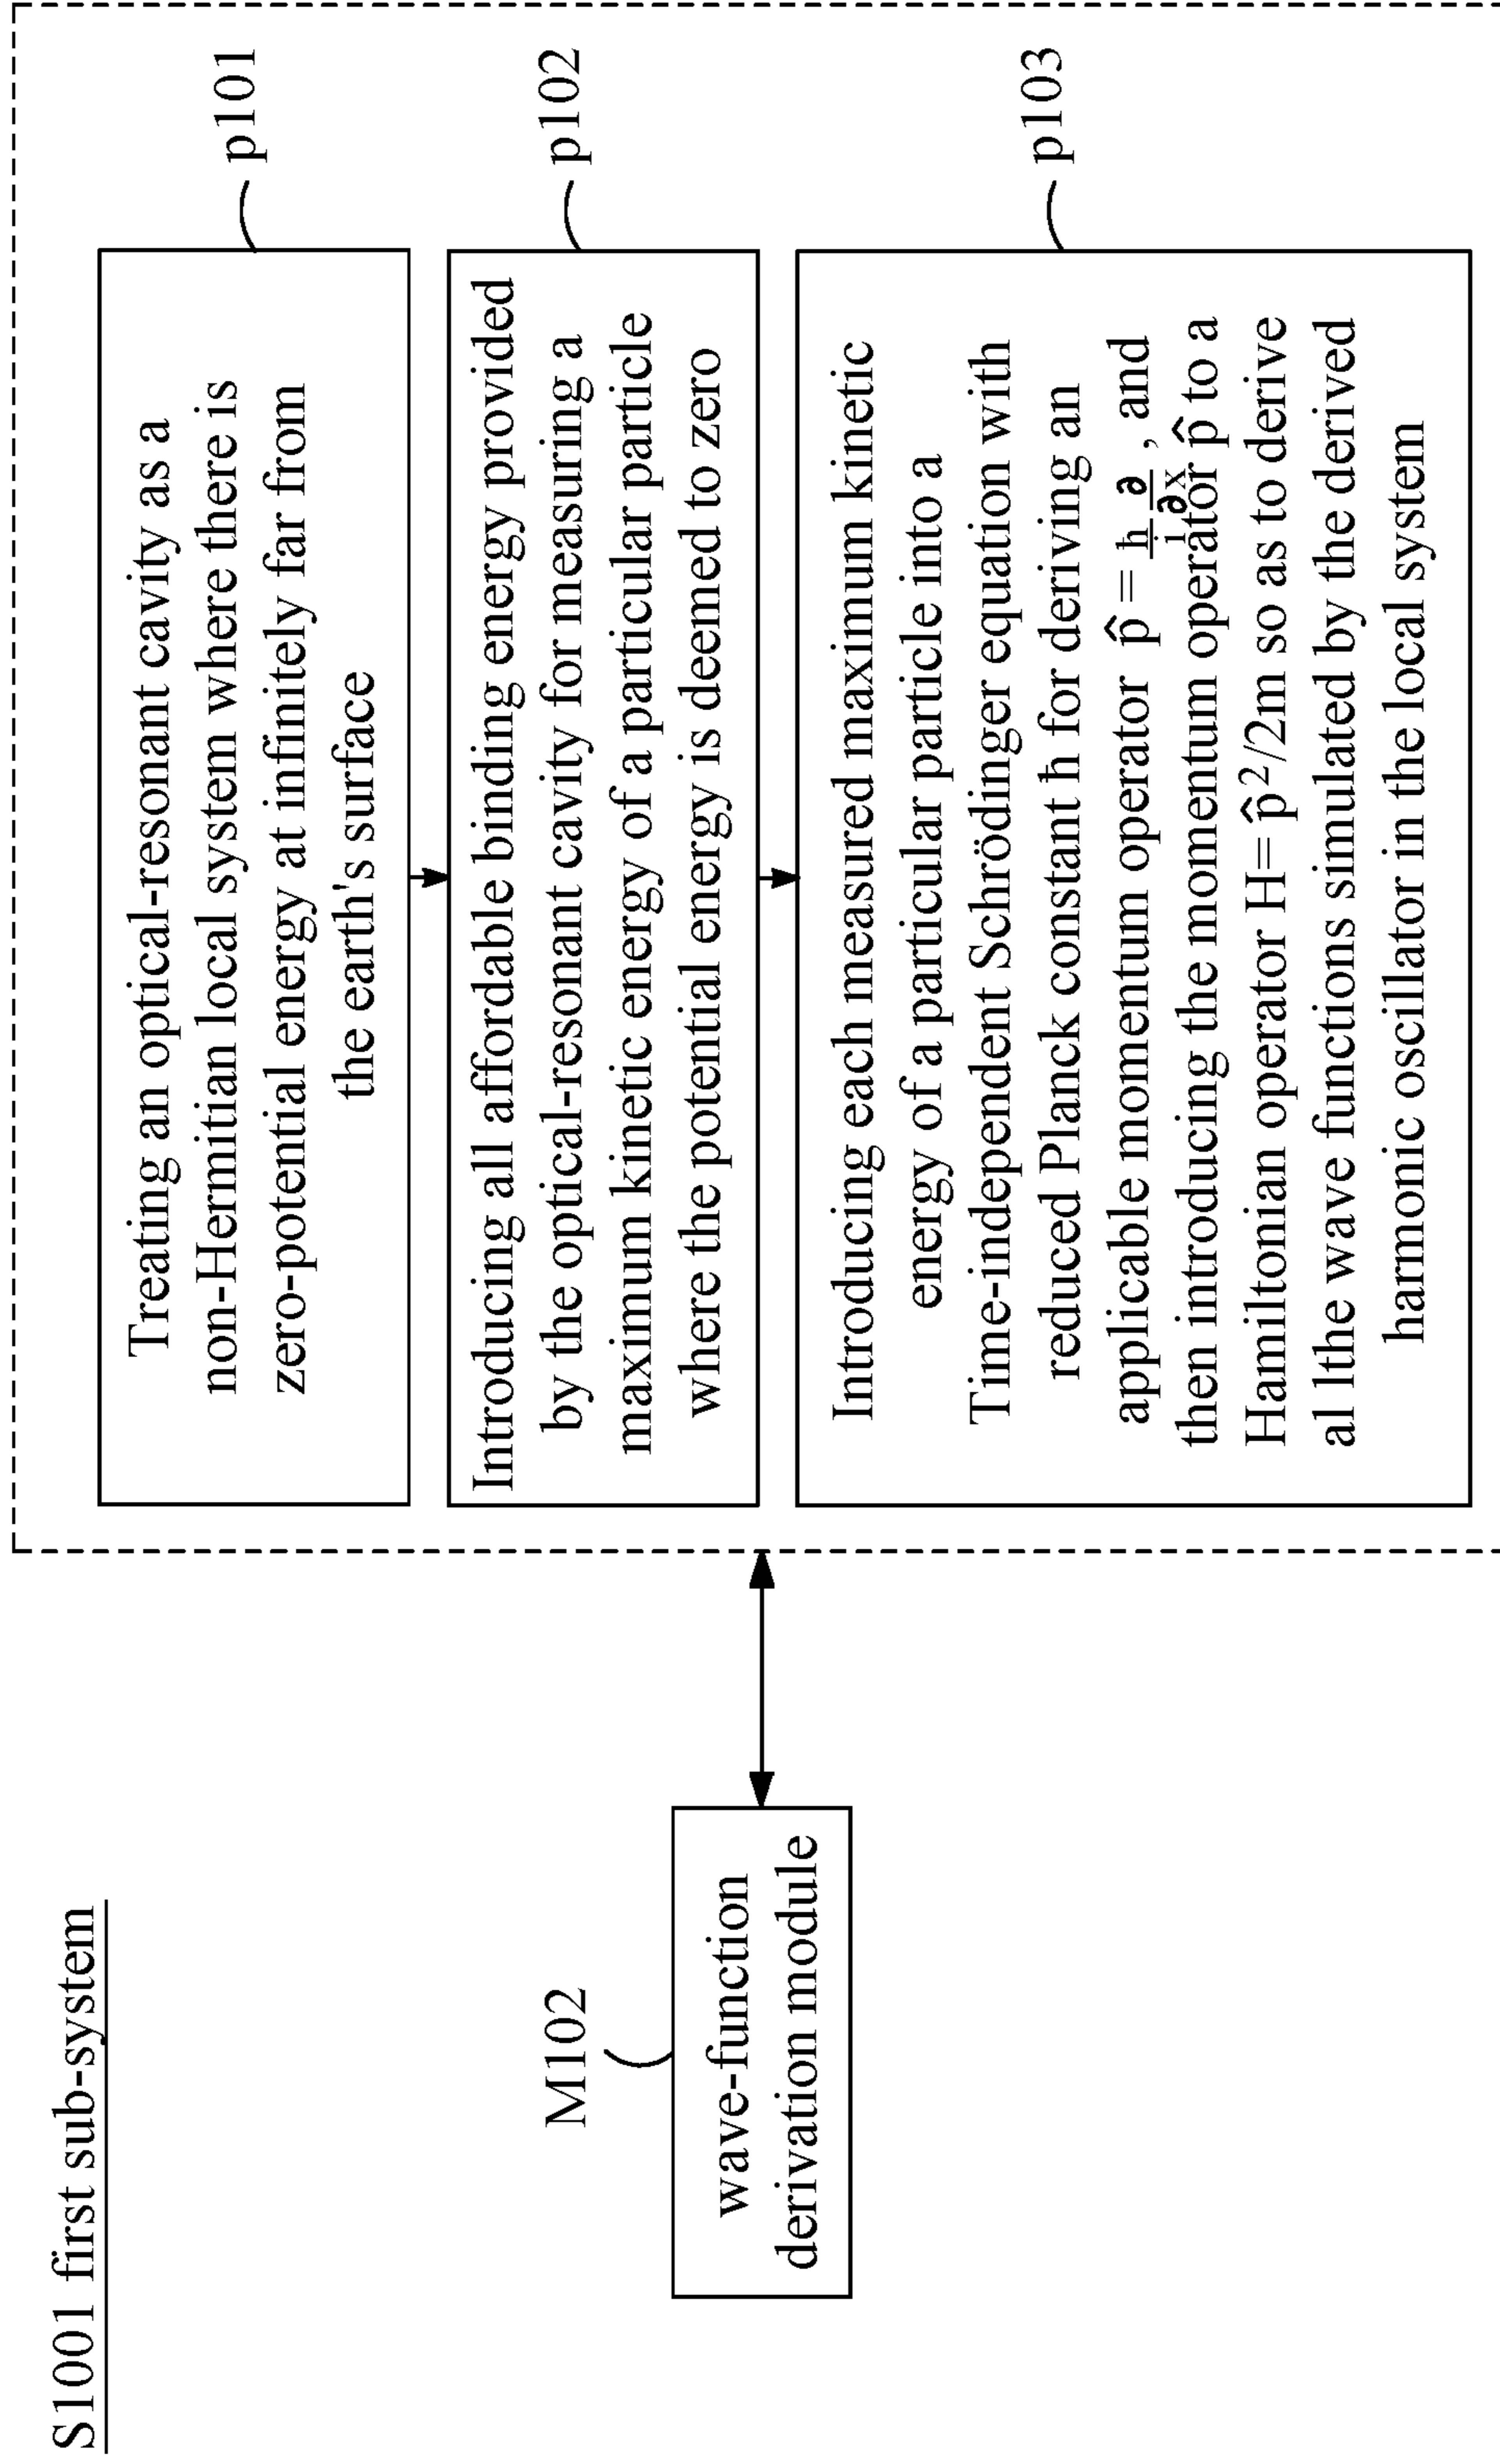 S1001 first sub-system
M102
wave-function
derivation module
Treating an optical-resonant cavity as a
non-Hermitian local system where there is
zero-potential energy at infinitely far from
the earth's surface
p101
Introducing all affordable binding energy provided
by the optical-resonant cavity for measuring a
maximum kinetic energy of a particular particle
where the potential energy is deemed to zero
p102
Introducing each measured maximum kinetic
energy of a particular particle into a
Time-independent Schrödinger equation with
reduced Planck constant ħ for deriving an
applicable momentum operator p̂ = h/i ∂/∂x , and
then introducing the momentum operator p̂ to a
Hamiltonian operator H= p̂²/2m so as to derive
al lthe wave functions simulated by the derived
harmonic oscillator in the local system
p103